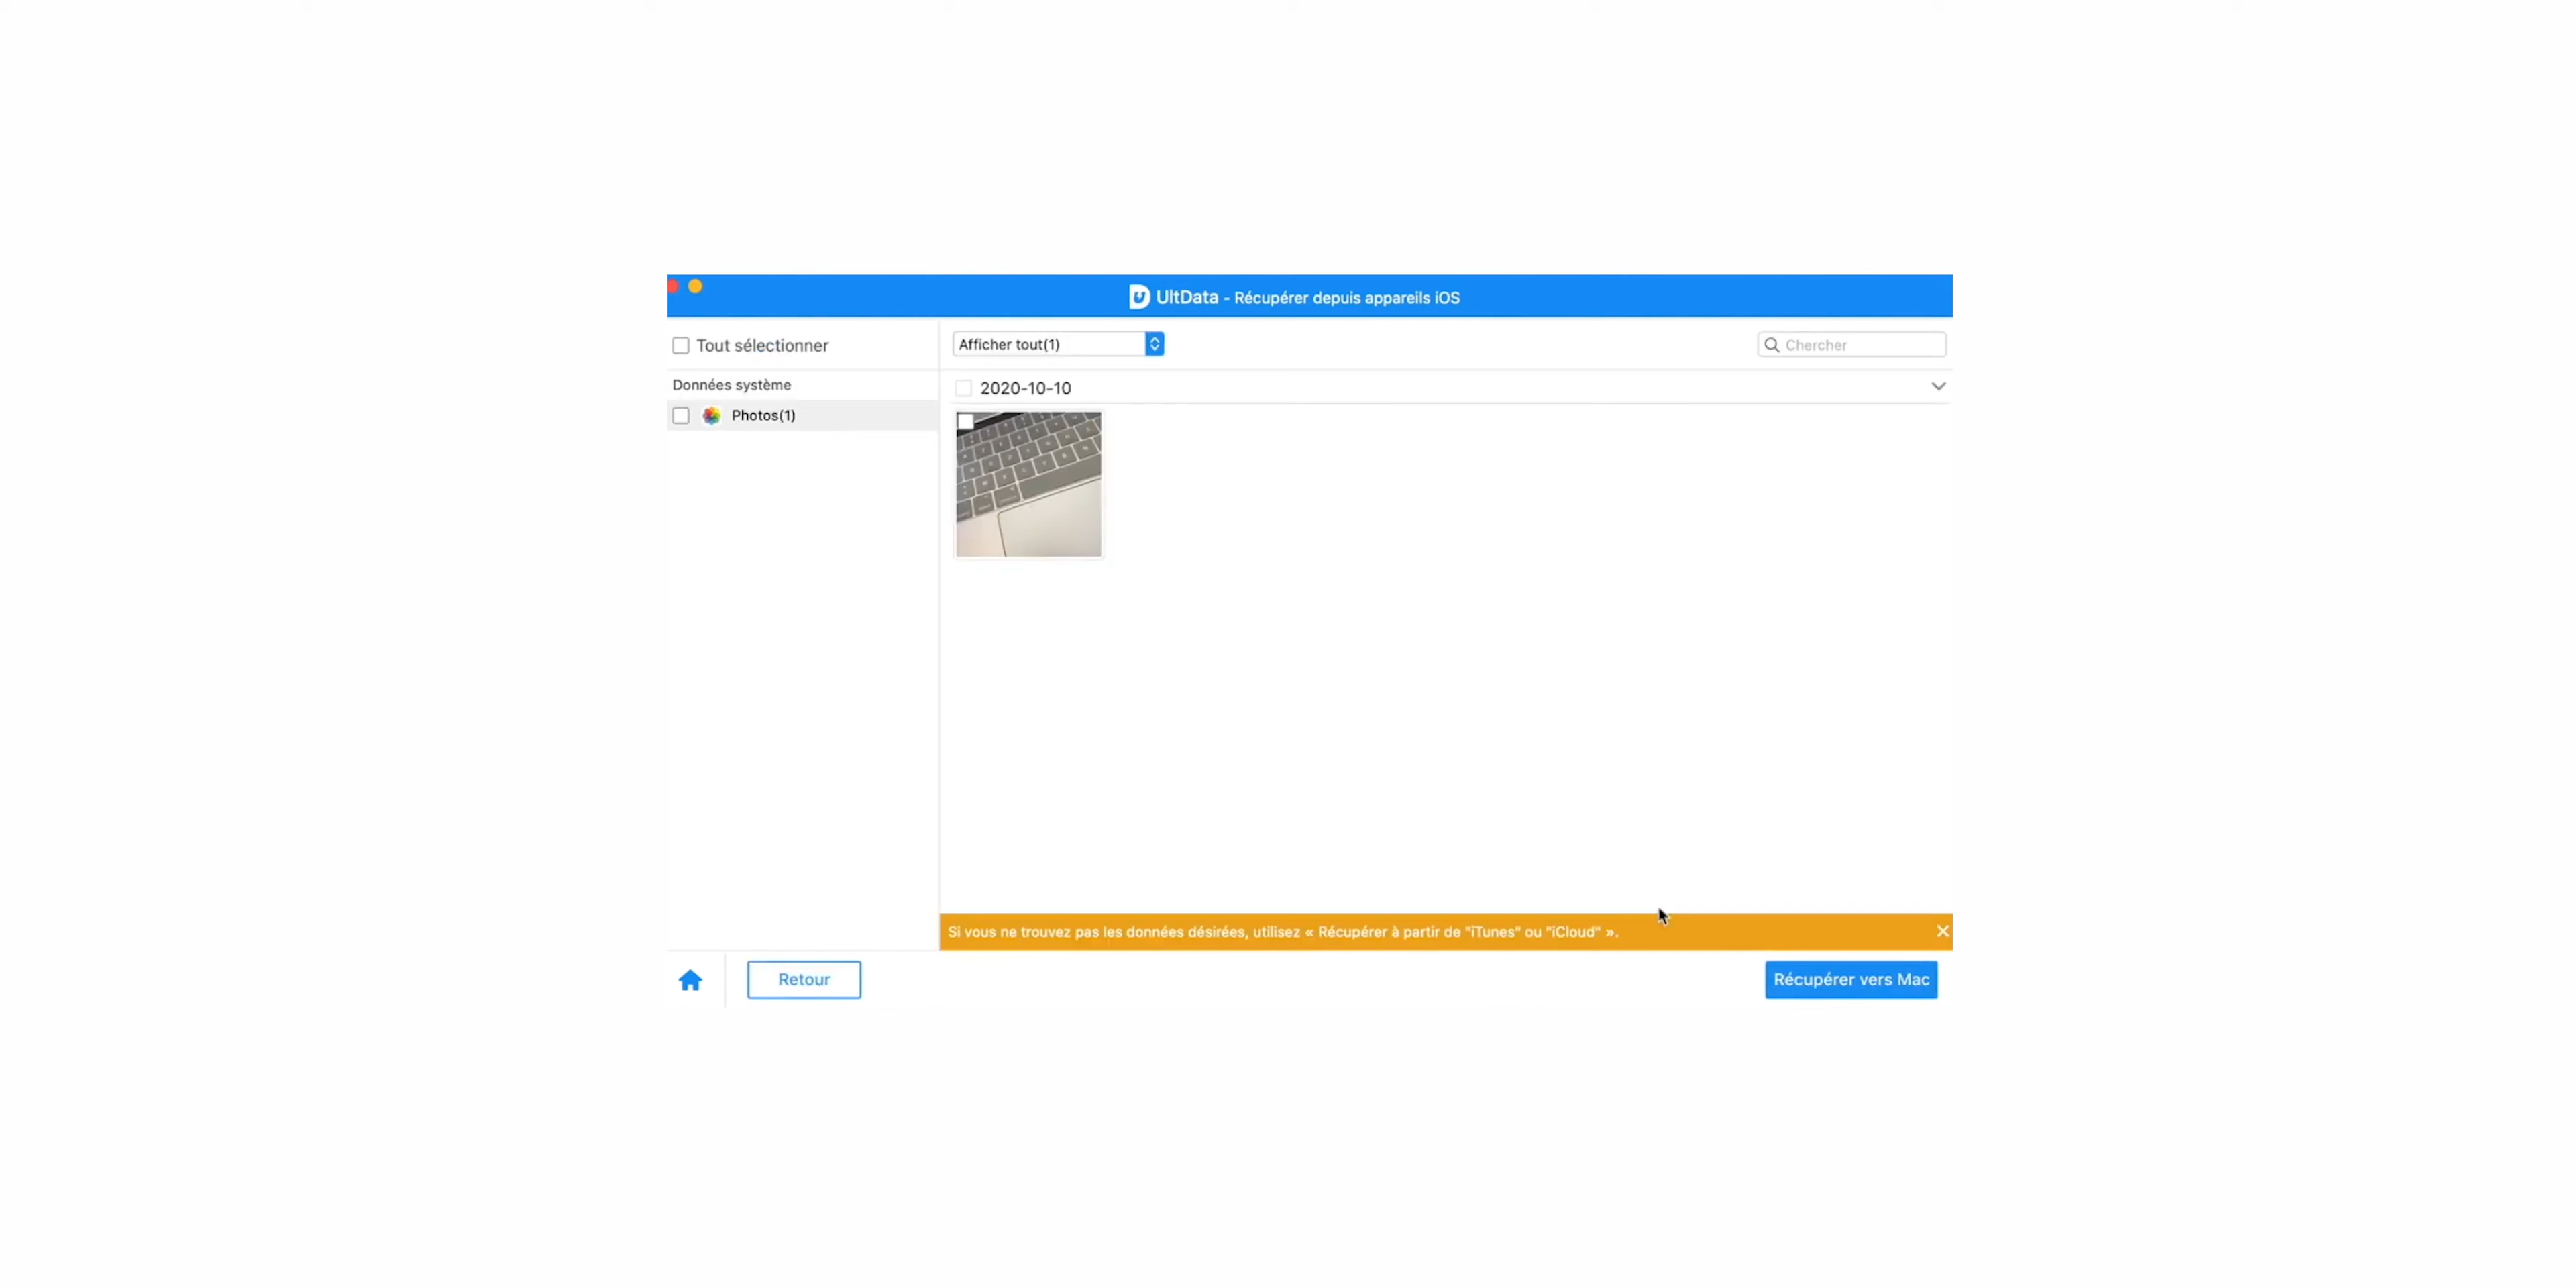 UltData - Récupérer depuis appareils iOS
Tout sélectionner
Afficher tout(1)
Chercher
Données système
2020-10-10
Photos(1)
Si vous ne trouvez pas les données désirées, utilisez « Récupérer à partir de "iTunes" ou "iCloud" ».
Retour
Récupérer vers Mac